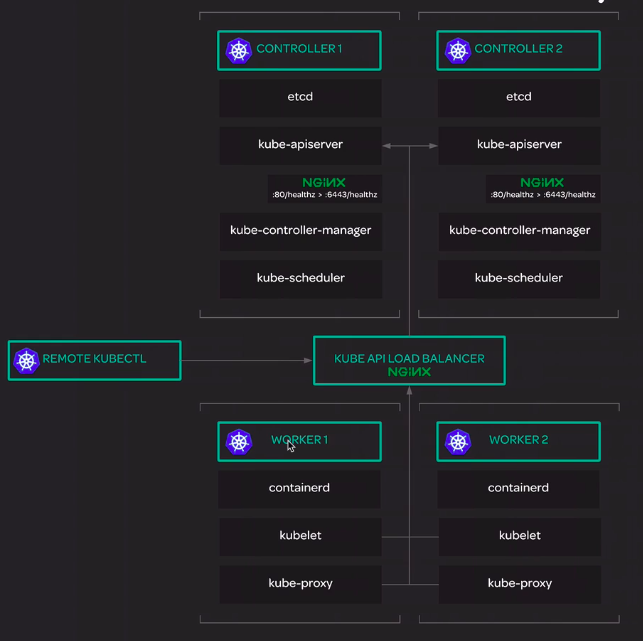 CONTROLLER 1
etcd
kube-apiserver
NGINX
:80/healthz > :6443/healthz
kube-controller-manager
kube-scheduler
CONTROLLER 2
etcd
kube-apiserver
NGINX
:80/healthz > :6443/healthz
kube-controller-manager
kube-scheduler
REMOTE KUBECTL
KUBE API LOAD BALANCER
NGINX
WORKER 1
containerd
kubelet
kube-proxy
WORKER 2
containerd
kubelet
kube-proxy